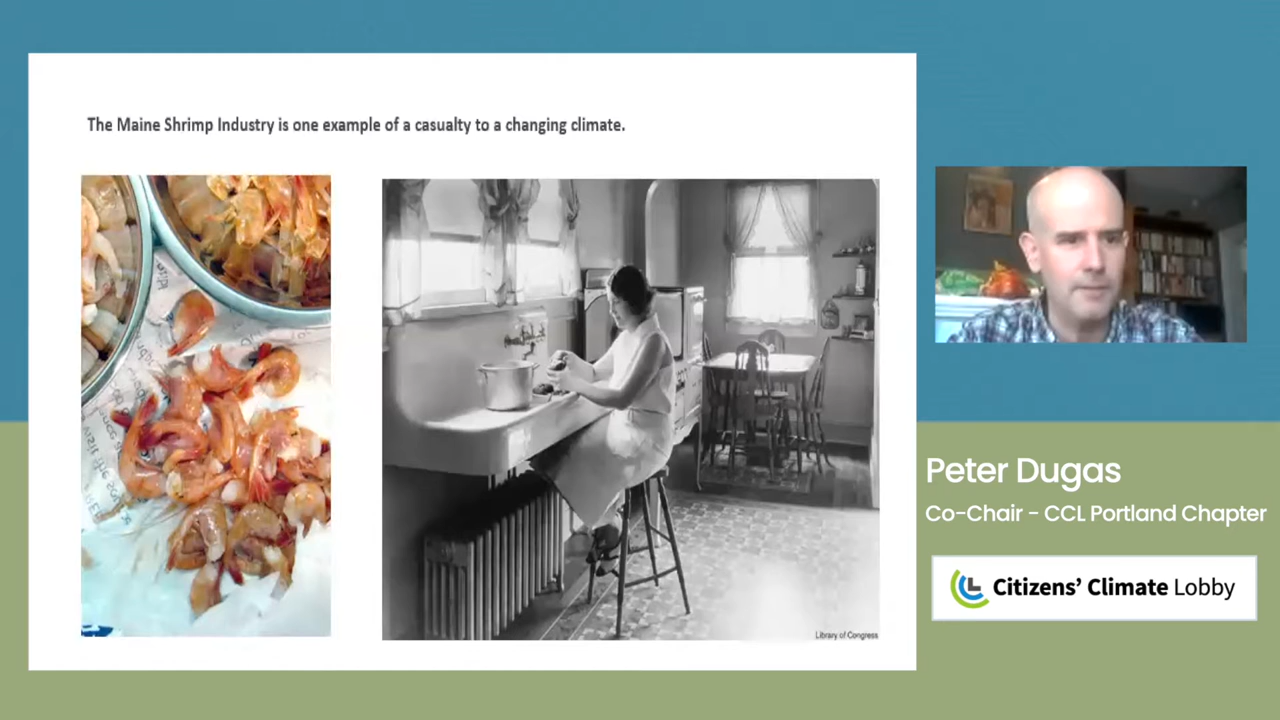 The Maine Shrimp Industry is one example of a casualty to a changing climate.
Library of Congress
Peter Dugas
Co-Chair - CCL Portland Chapter
Citizens' Climate Lobby